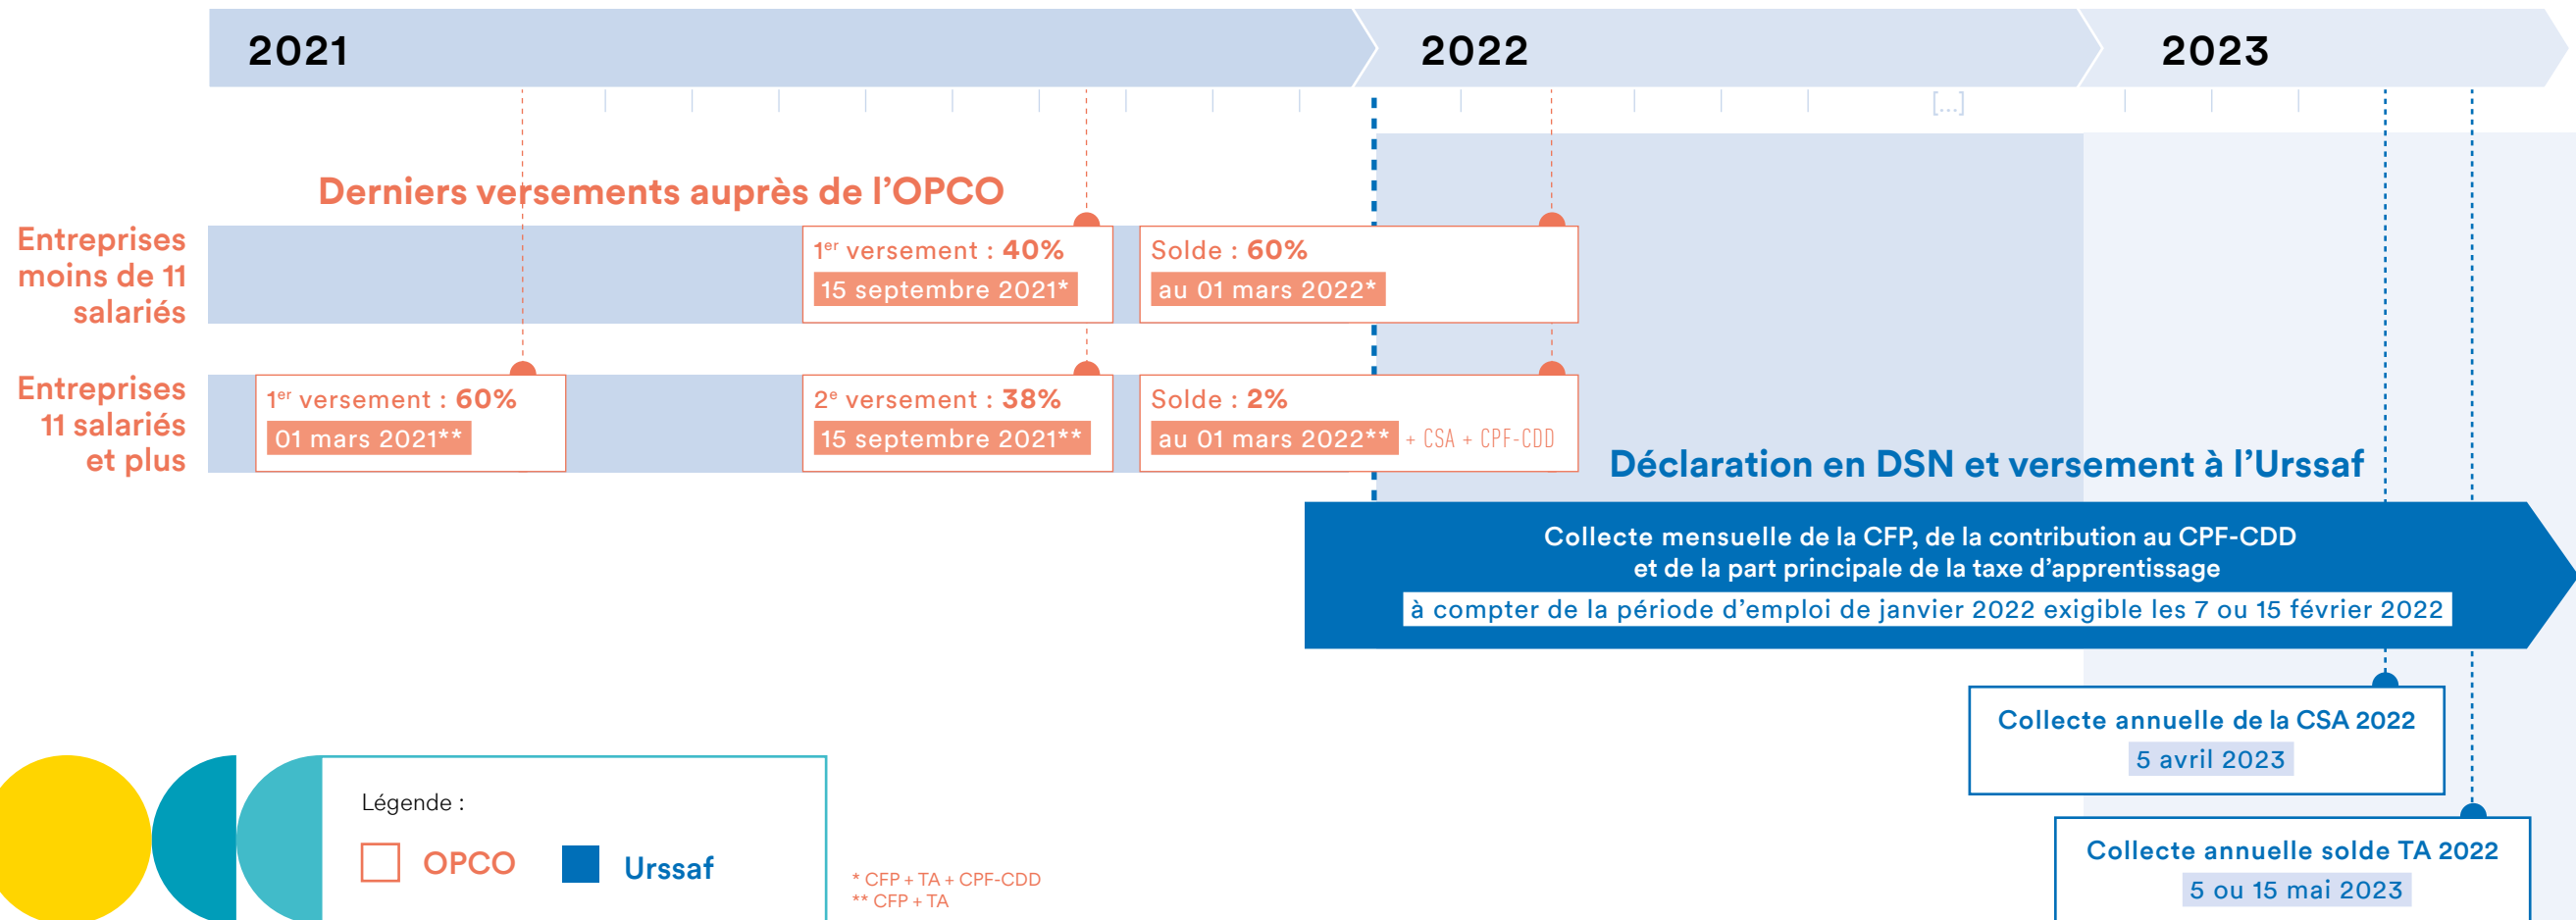 2021
2022
2023
[...]
Derniers versements auprès de l'OPCO
Entreprises
moins de 11
salariés
1er versement : 40%
15 septembre 2021*
Solde : 60%
au 01 mars 2022*
Entreprises
11 salariés
et plus
1er versement : 60%
01 mars 2021**
2e versement : 38%
15 septembre 2021**
Solde : 2%
au 01 mars 2022** + CSA + CPF-CDD
Déclaration en DSN et versement à l'Urssaf
Collecte mensuelle de la CFP, de la contribution au CPF-CDD
et de la part principale de la taxe d'apprentissage
à compter de la période d'emploi de janvier 2022 exigible les 7 ou 15 février 2022
Collecte annuelle de la CSA 2022
5 avril 2023
Collecte annuelle solde TA 2022
5 ou 15 mai 2023
Légende :
OPCO
Urssaf
* CFP + TA + CPF-CDD
** CFP + TA